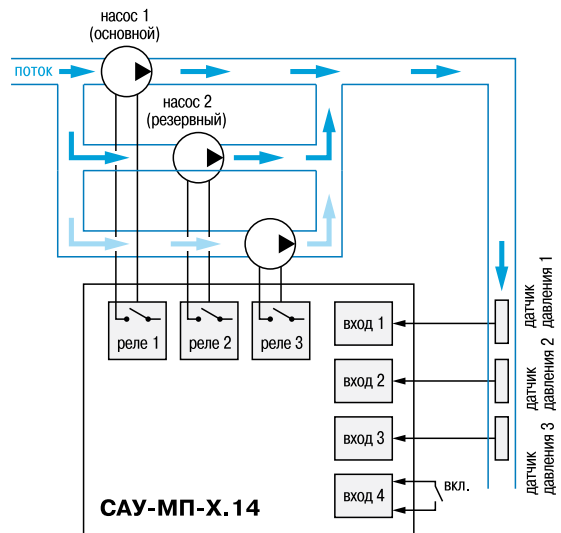 насос 1
(основной)
поток
насос 2
(резервный)
реле 1
реле 2
реле 3
вход 1
вход 2
вход 3
вход 4
вкл.
датчик
давления 1
датчик
давления 2
датчик
давления 3
САУ-МП-Х.14